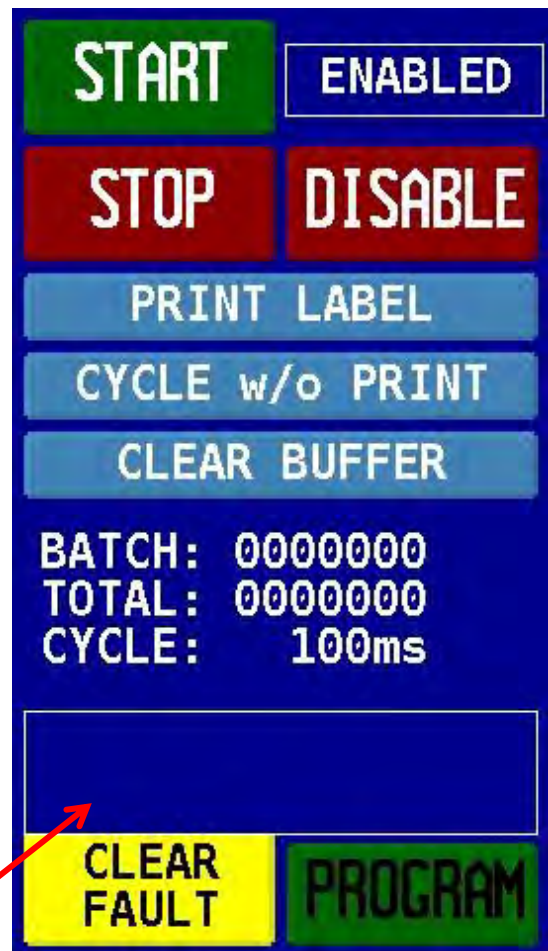 START
ENABLED
STOP
DISABLE
PRINT LABEL
CYCLE w/o PRINT
CLEAR BUFFER
BATCH: 0000000
TOTAL: 0000000
CYCLE: 100ms
CLEAR
FAULT
PROGRAM